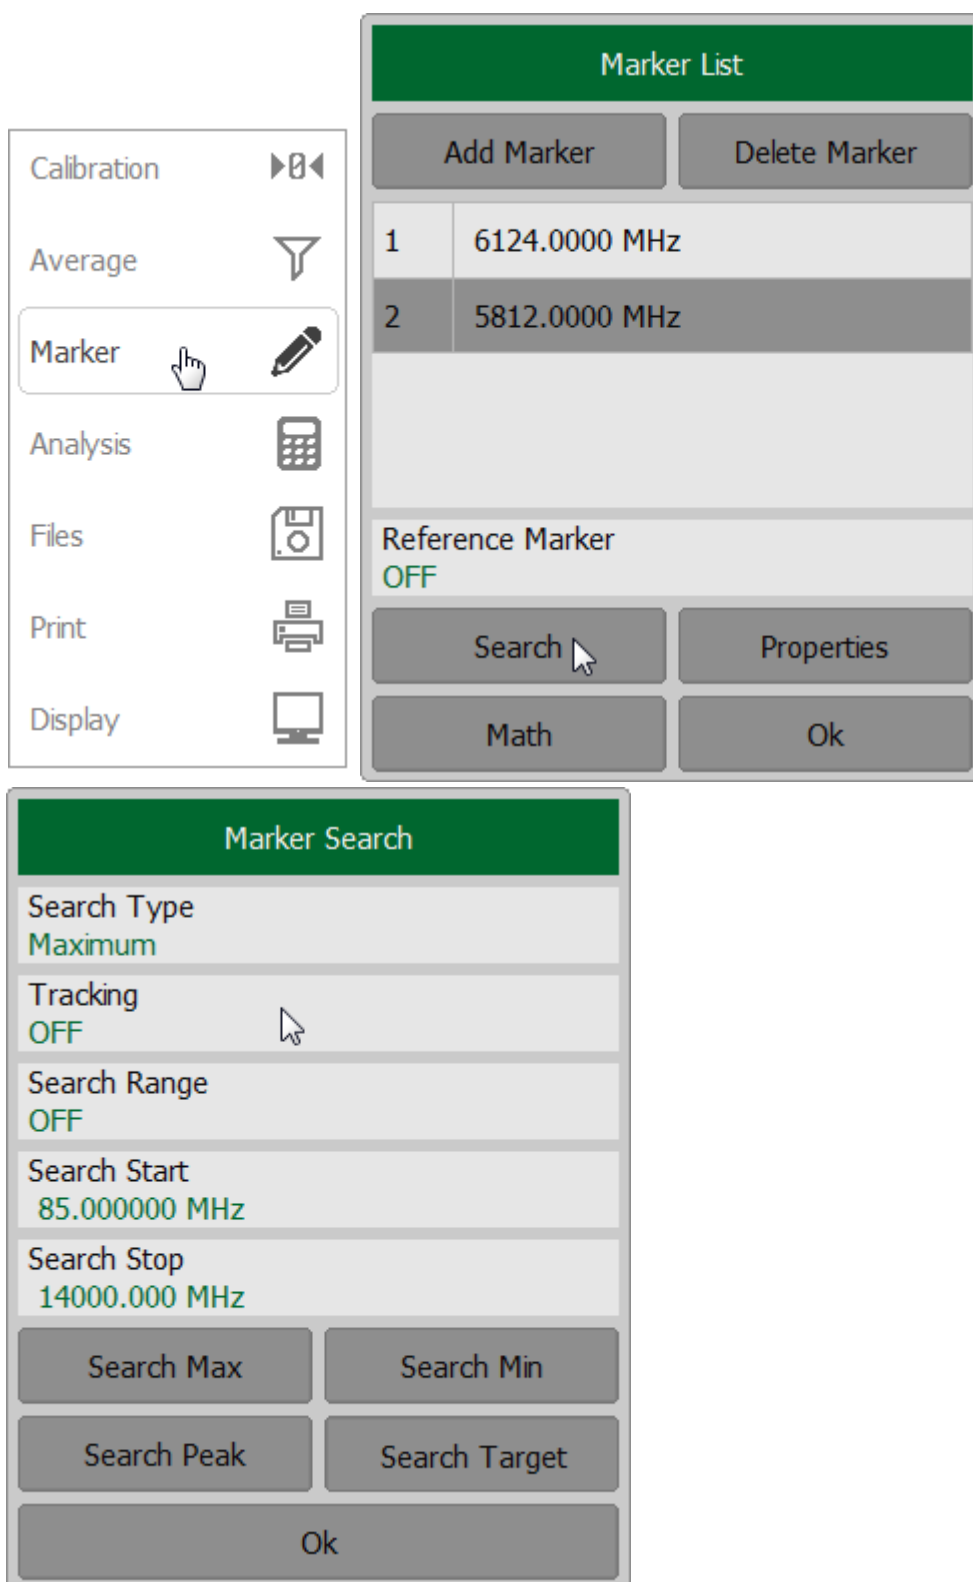 Calibration
Average
Marker
Analysis
Files
Print
Display
Marker List
Add Marker
Delete Marker
1 6124.0000 MHz
2 5812.0000 MHz
Reference Marker
OFF
Search
Properties
Math
Ok
Marker Search
Search Type
Maximum
Tracking
OFF
Search Range
OFF
Search Start
85.000000 MHz
Search Stop
14000.000 MHz
Search Max
Search Min
Search Peak
Search Target
Ok